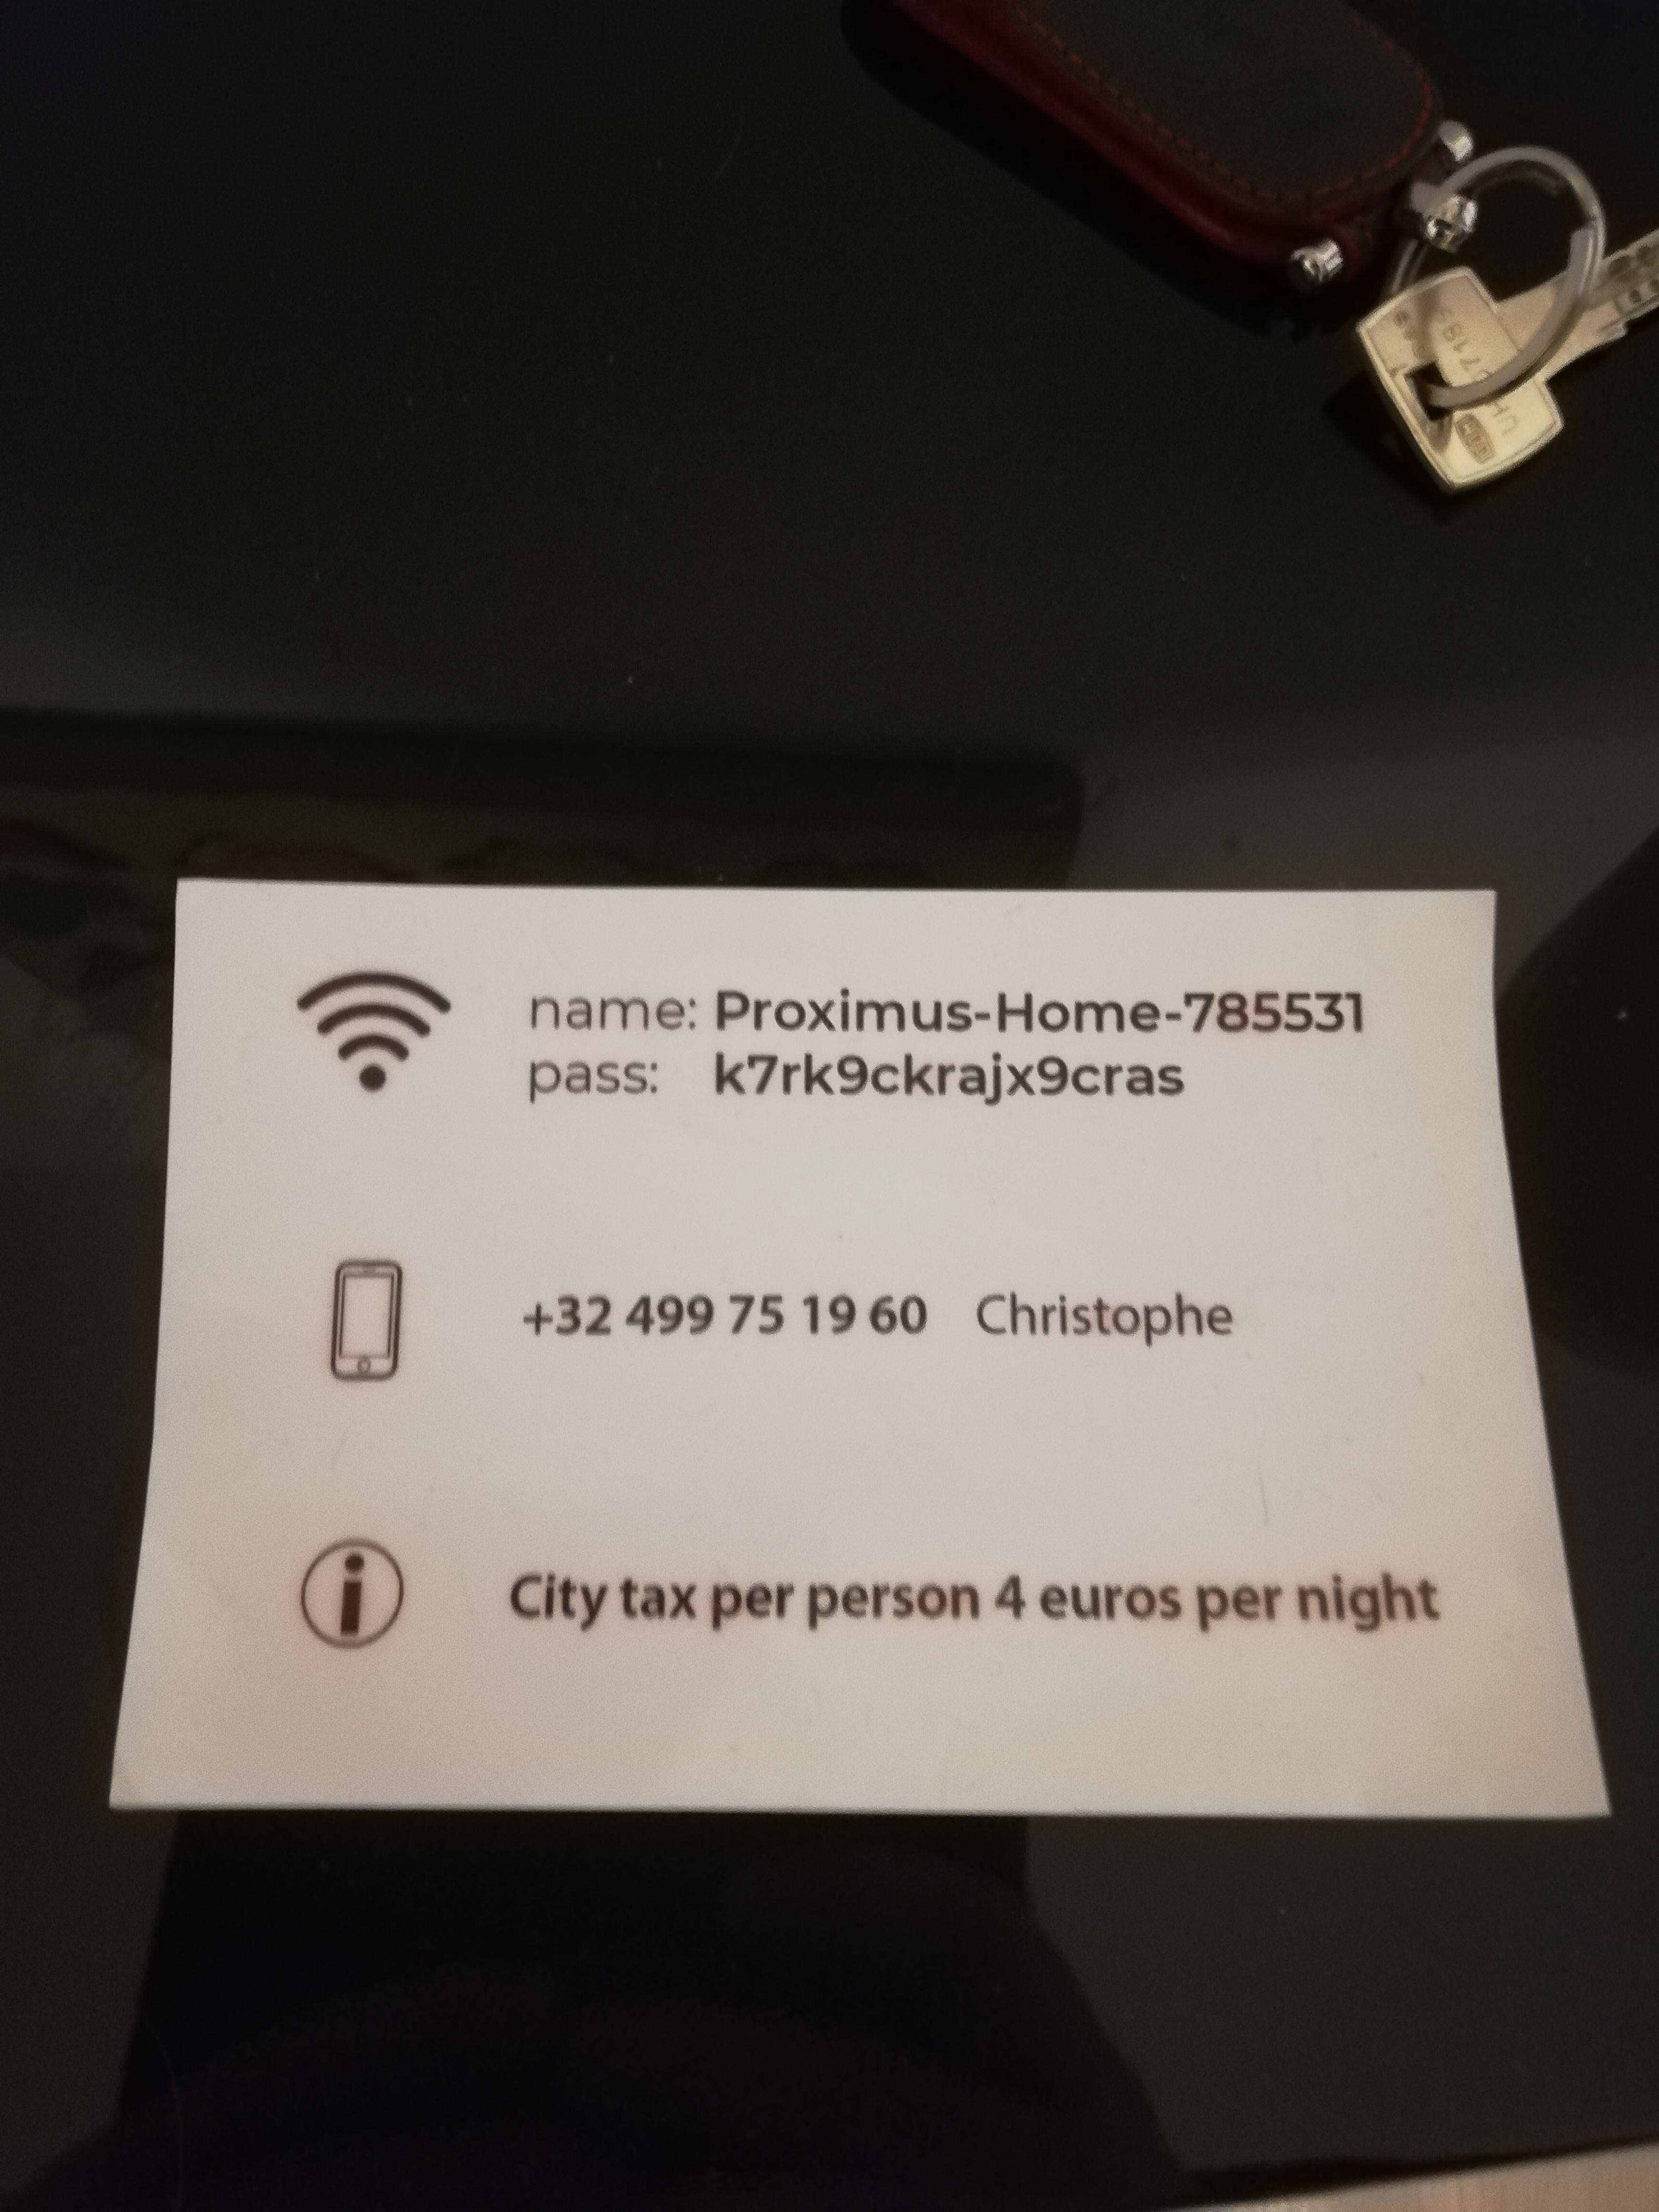 name: Proximus-Home-785531
pass: k7rk9ckrajx9cras
+32 499 75 19 60 Christophe
City tax per person 4 euros per night